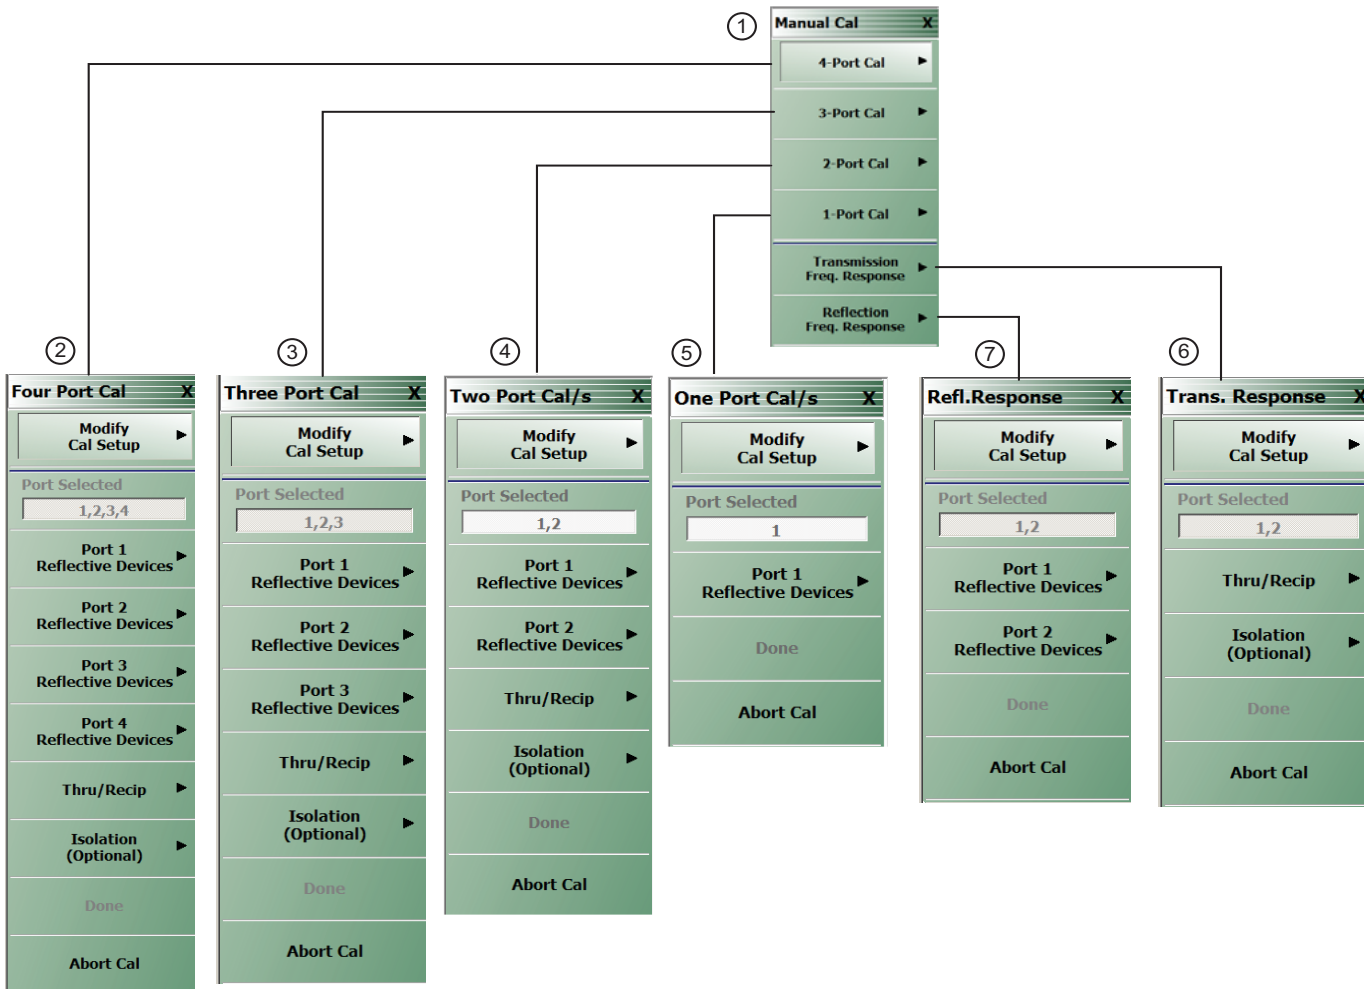 1
Manual Cal X
4-Port Cal
3-Port Cal
2-Port Cal
1-Port Cal
Transmission
Freq. Response
Reflection
Freq. Response
2
Four Port Cal X
Modify
Cal Setup
Port Selected
1,2,3,4
Port 1
Reflective Devices
Port 2
Reflective Devices
Port 3
Reflective Devices
Port 4
Reflective Devices
Thru/Recip
Isolation
(Optional)
Done
Abort Cal
3
Three Port Cal X
Modify
Cal Setup
Port Selected
1,2,3
Port 1
Reflective Devices
Port 2
Reflective Devices
Port 3
Reflective Devices
Thru/Recip
Isolation
(Optional)
Done
Abort Cal
4
Two Port Cal/s X
Modify
Cal Setup
Port Selected
1,2
Port 1
Reflective Devices
Port 2
Reflective Devices
Thru/Recip
Isolation
(Optional)
Done
Abort Cal
5
One Port Cal/s X
Modify
Cal Setup
Port Selected
1
Port 1
Reflective Devices
Done
Abort Cal
7
Refl.Response X
Modify
Cal Setup
Port Selected
1,2
Port 1
Reflective Devices
Port 2
Reflective Devices
Done
Abort Cal
6
Trans. Response X
Modify
Cal Setup
Port Selected
1,2
Thru/Recip
Isolation
(Optional)
Done
Abort Cal